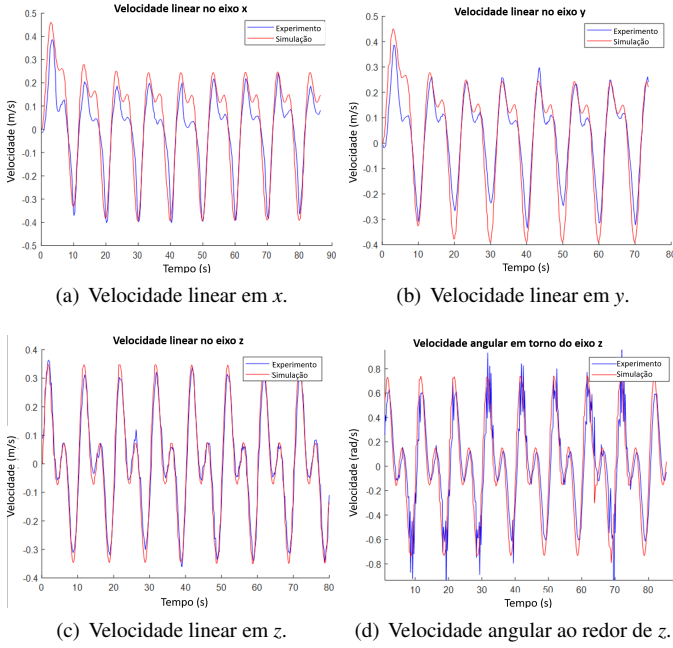 Velocidade linear no eixo x
Experimento
Simulação
Velocidade (m/s)
0.5
0.4
0.3
0.2
0.1
0
-0.1
-0.2
-0.3
-0.4
-0.5
0 10 20 30 40 50 60 70 80 90
Tempo (s)
(a) Velocidade linear em x.
Velocidade linear no eixo y
Experimento
Simulação
Velocidade (m/s)
0.5
0.4
0.3
0.2
0.1
0
-0.1
-0.2
-0.3
-0.4
0 10 20 30 40 50 60 70 80
Tempo (s)
(b) Velocidade linear em y.
Velocidade linear no eixo z
Experimento
Simulação
Velocidade (m/s)
0.4
0.3
0.2
0.1
0
-0.1
-0.2
-0.3
-0.4
0 10 20 30 40 50 60 70 80
Tempo (s)
(c) Velocidade linear em z.
Velocidade angular em torno do eixo z
Experimento
Simulação
Velocidade (rad/s)
0.8
0.6
0.4
0.2
0
-0.2
-0.4
-0.6
-0.8
10 20 30 40 50 60 70 80
Tempo (s)
(d) Velocidade angular ao redor de z.